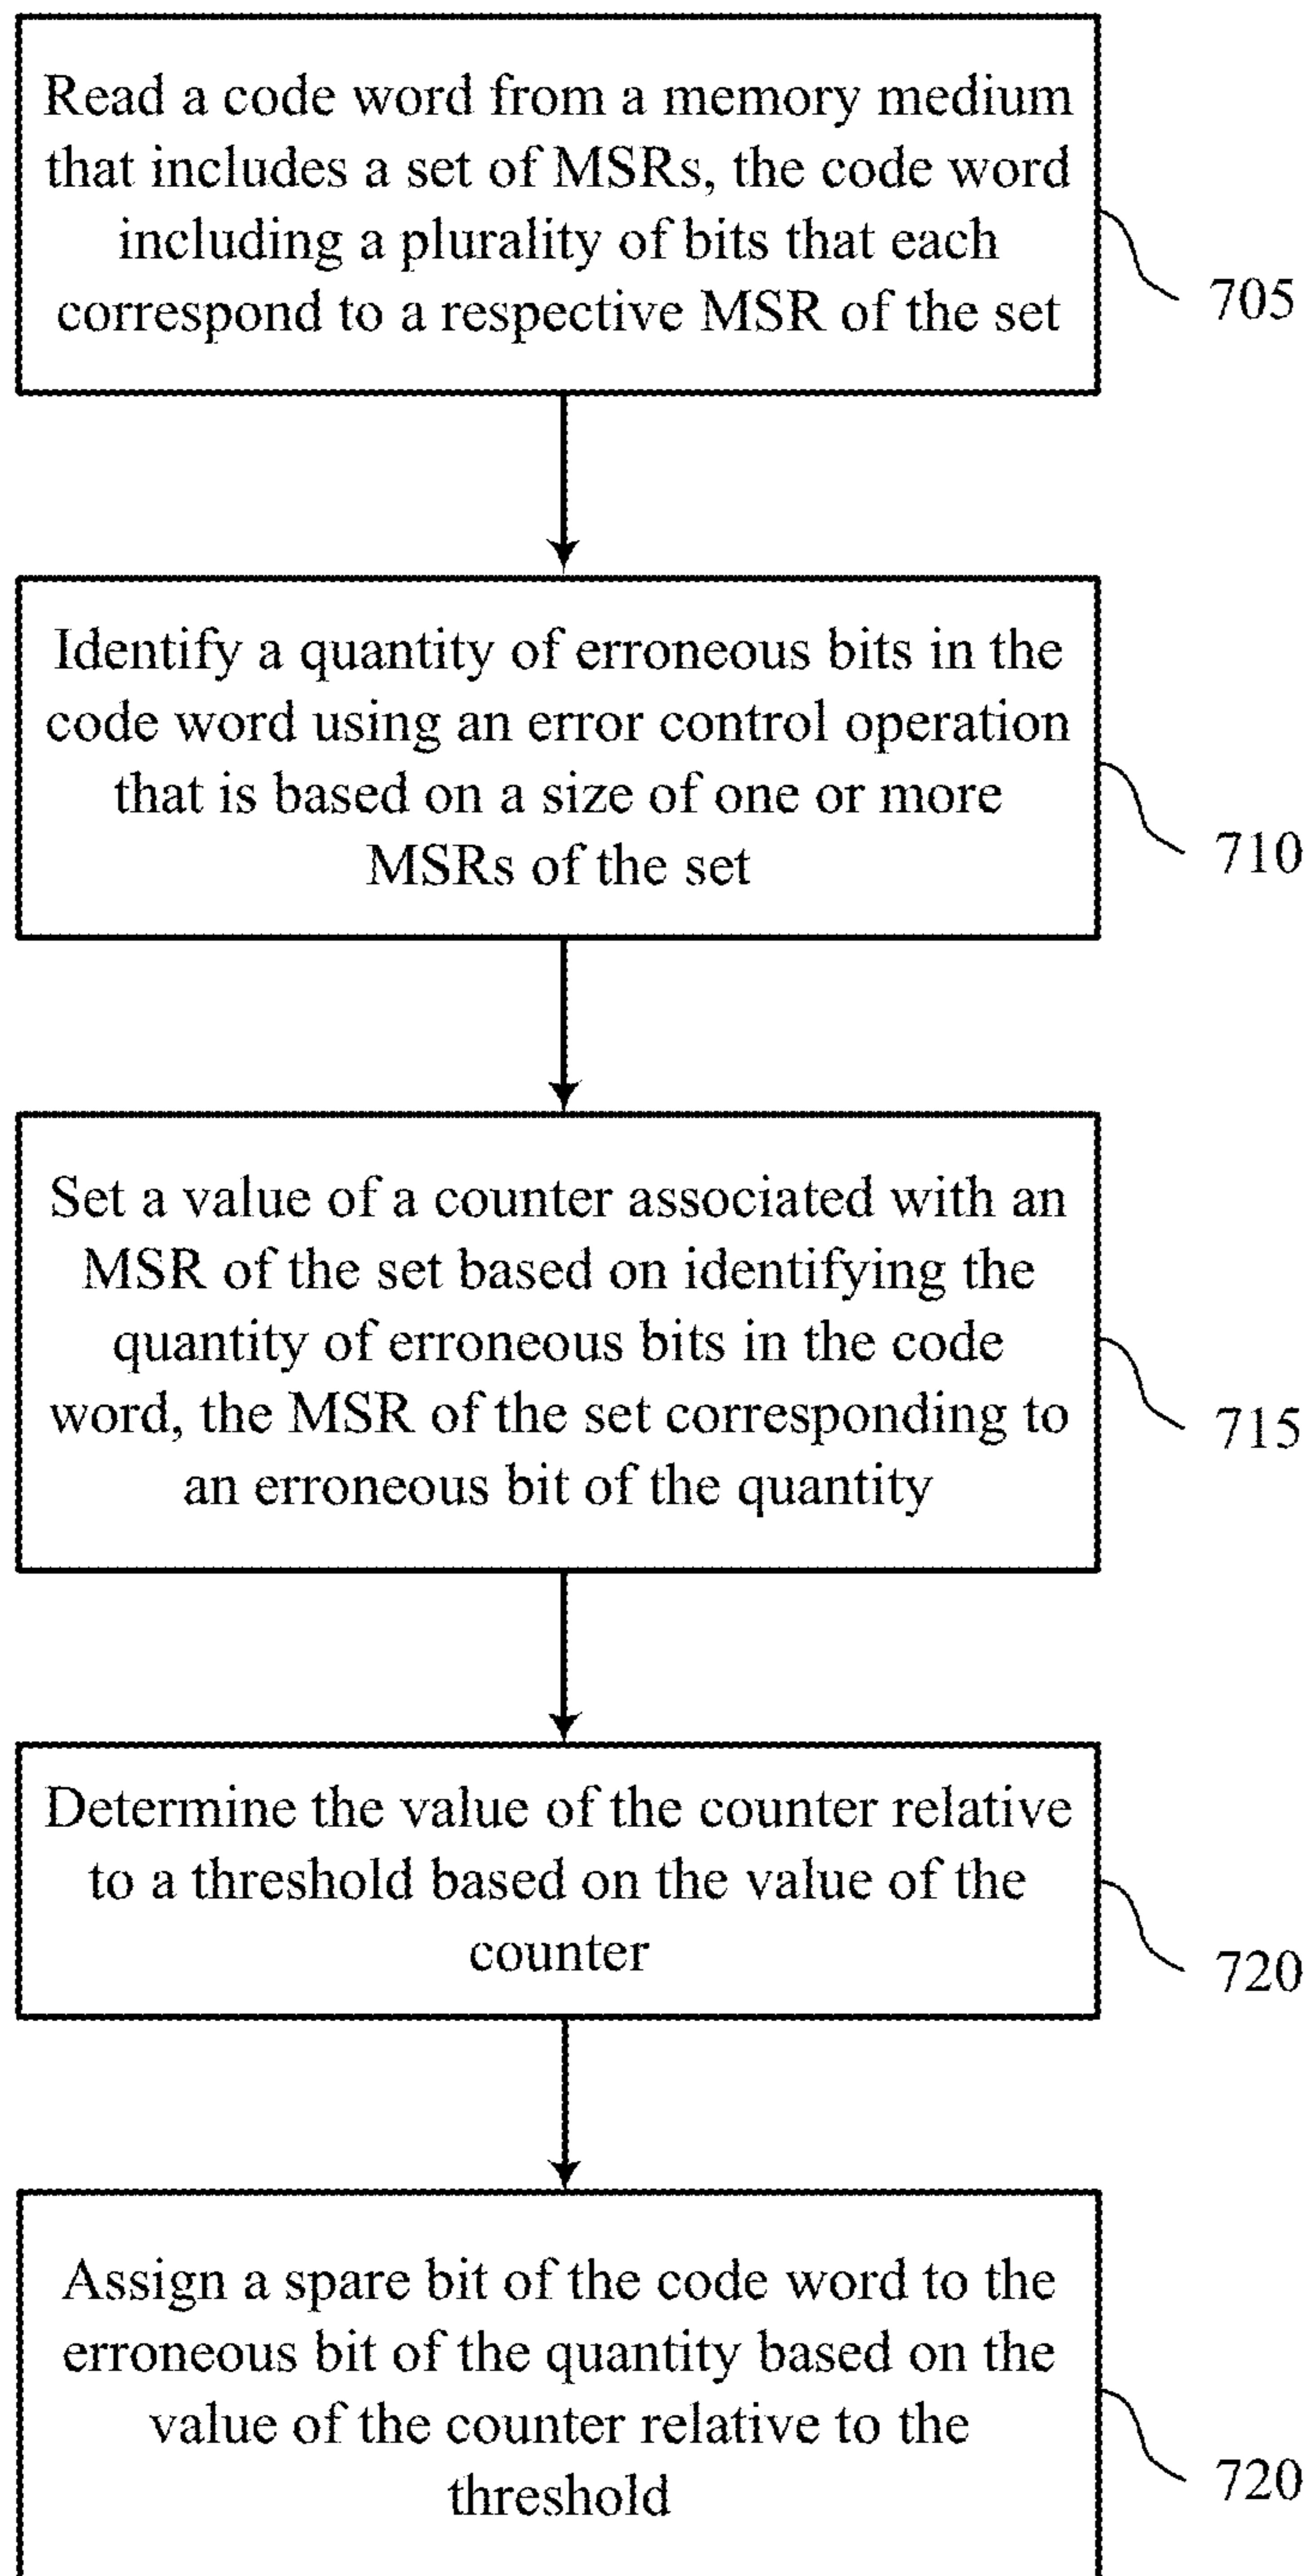 Read a code word from a memory medium
that includes a set of MSRs, the code word
including a plurality of bits that each
correspond to a respective MSR of the set
705
Identify a quantity of erroneous bits in the
code word using an error control operation
that is based on a size of one or more
MSRs of the set
710
Set a value of a counter associated with an
MSR of the set based on identifying the
quantity of erroneous bits in the code
word, the MSR of the set corresponding to
an erroneous bit of the quantity
715
Determine the value of the counter relative
to a threshold based on the value of the
counter
720
Assign a spare bit of the code word to the
erroneous bit of the quantity based on the
value of the counter relative to the
threshold
720